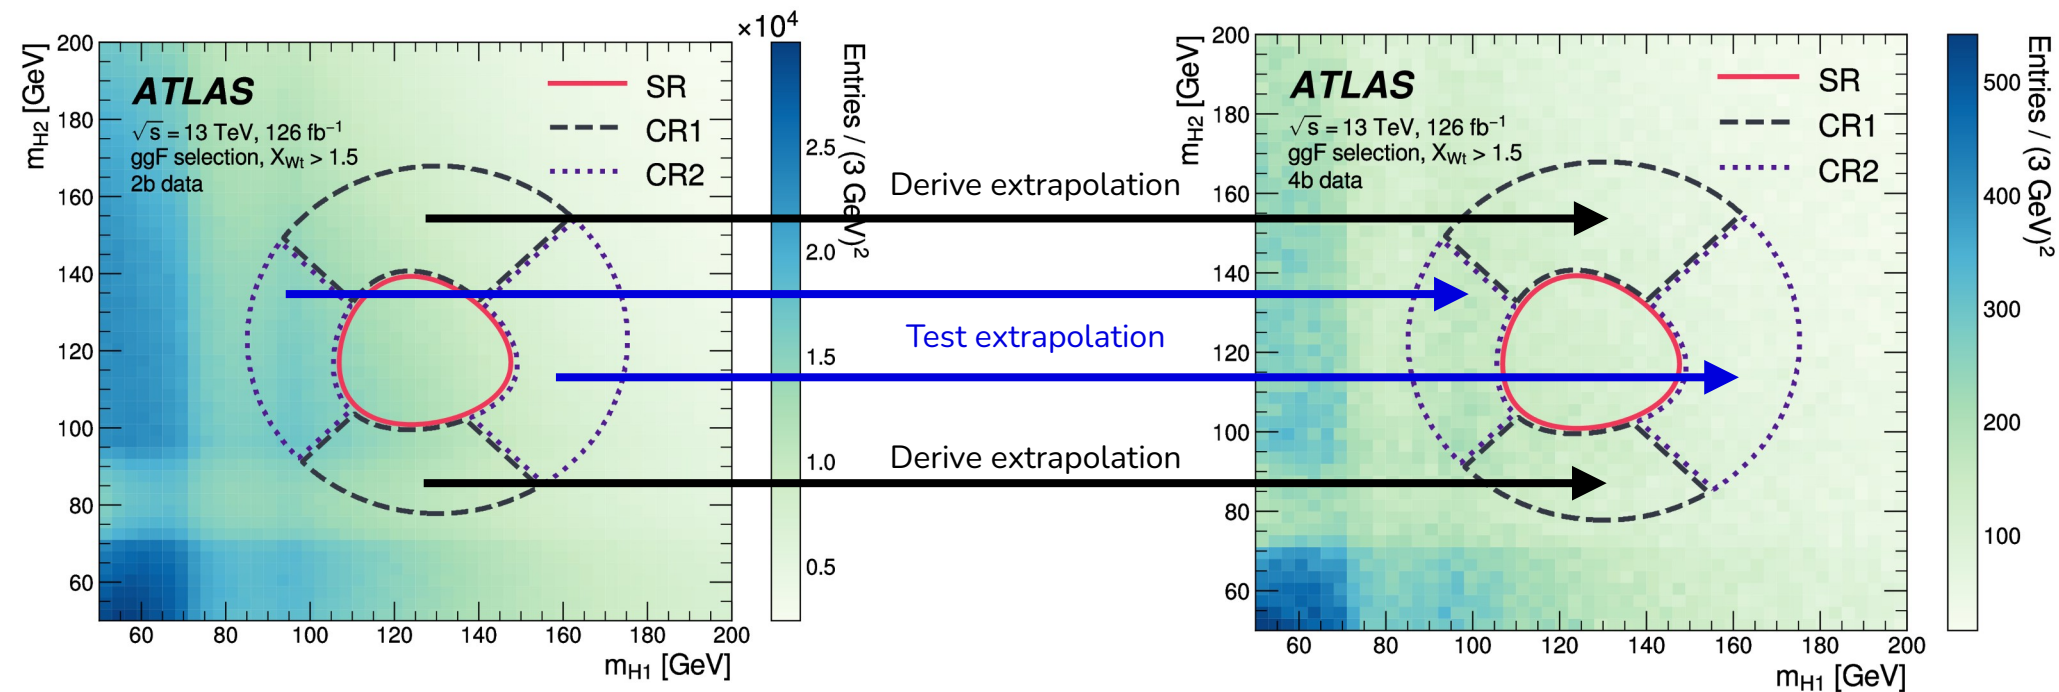 ×10⁴
m_H2 [GeV]
200
180
160
140
120
100
80
60
ATLAS
√s = 13 TeV, 126 fb⁻¹
ggF selection, X_Wt > 1.5
2b data
SR
CR1
CR2
60 80 100 120 140 160 180 200
m_H1 [GeV]
2.5
2.0
1.5
1.0
0.5
Entries / (3 GeV)²
Derive extrapolation
Test extrapolation
Derive extrapolation
m_H2 [GeV]
200
180
160
140
120
100
80
60
ATLAS
√s = 13 TeV, 126 fb⁻¹
ggF selection, X_Wt > 1.5
4b data
SR
CR1
CR2
60 80 100 120 140 160 180 200
m_H1 [GeV]
500
400
300
200
100
Entries / (3 GeV)²